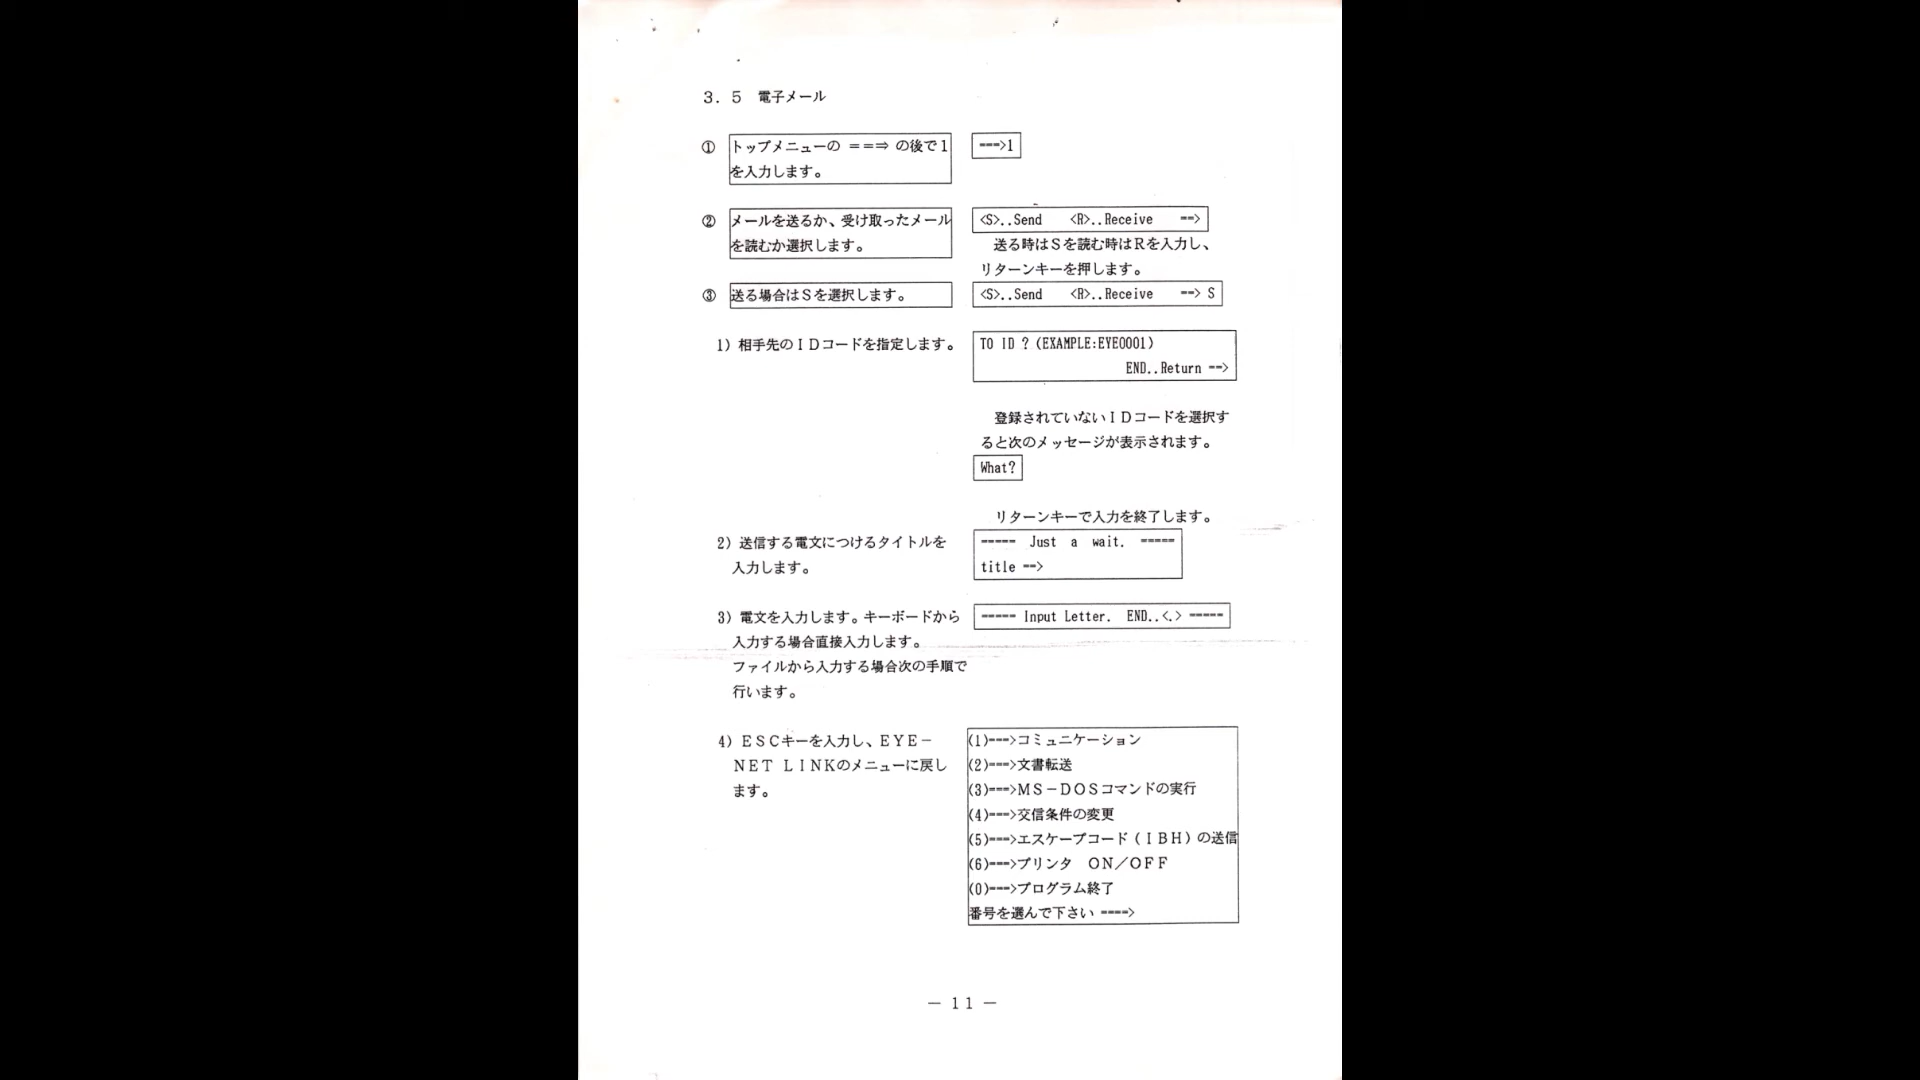 ３．５　電子メール
① トップメニューの ＝＝⇒ の後で１
を入力します。
===>1
② メールを送るか、受け取ったメール
を読むか選択します。
<S>..Send　<R>..Receive　==>
送る時はＳを読む時はＲを入力し、
リターンキーを押します。
③ 送る場合はＳを選択します。
<S>..Send　<R>..Receive　==> S
1) 相手先のＩＤコードを指定します。
TO ID ? (EXAMPLE:EYE0001)
END..Return ==>
登録されていないＩＤコードを選択す
ると次のメッセージが表示されます。
What?
リターンキーで入力を終了します。
2) 送信する電文につけるタイトルを
入力します。
===== Just a wait. =====
title ==>
3) 電文を入力します。キーボードから
入力する場合直接入力します。
ファイルから入力する場合次の手順で
行います。
===== Input Letter. END..<.> =====
4) ＥＳＣキーを入力し、ＥＹＥ－
ＮＥＴ ＬＩＮＫのメニューに戻し
ます。
(1)===>コミュニケーション
(2)===>文書転送
(3)===>ＭＳ－ＤＯＳコマンドの実行
(4)===>交信条件の変更
(5)===>エスケープコード（ＩＢＨ）の送信
(6)===>プリンタ　ＯＮ／ＯＦＦ
(0)===>プログラム終了
番号を選んで下さい ====>
－ １１ －